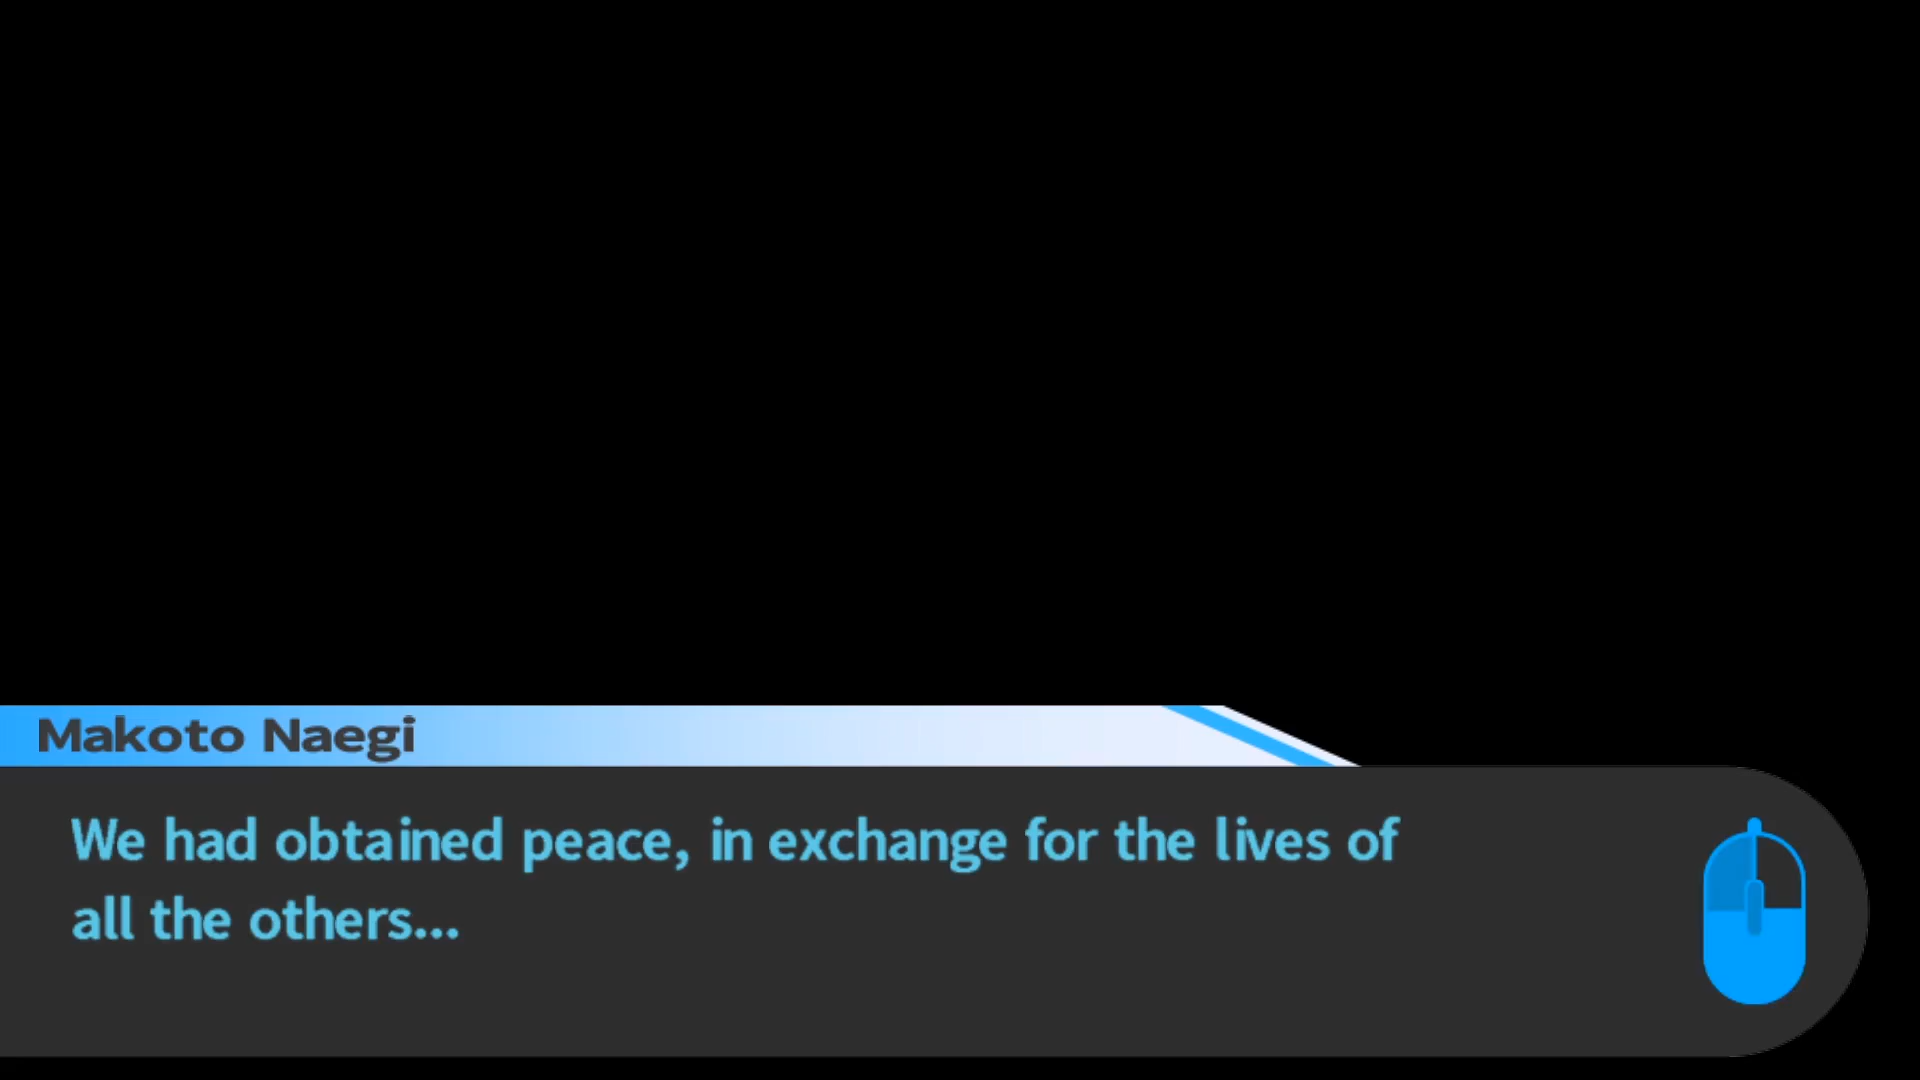 Makoto Naegi
We had obtained peace, in exchange for the lives of
all the others...